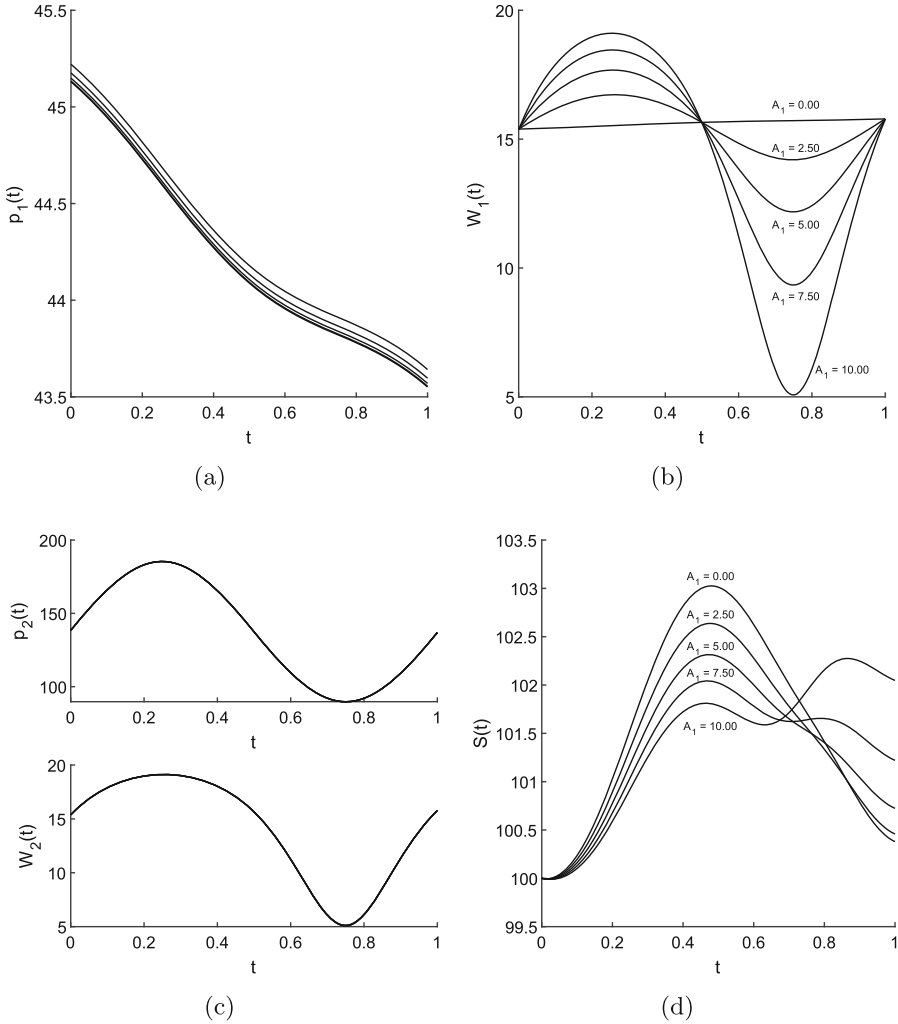 45.5
45
44.5
44
43.5
0
0.2
0.4
0.6
0.8
1
p1(t)
t
(a)
20
15
10
5
0
0.2
0.4
0.6
0.8
1
W1(t)
t
A1 = 0.00
A1 = 2.50
A1 = 5.00
A1 = 7.50
A1 = 10.00
(b)
200
150
100
0
0.2
0.4
0.6
0.8
1
p2(t)
t
20
15
10
5
0
0.2
0.4
0.6
0.8
1
W2(t)
t
(c)
103.5
103
102.5
102
101.5
101
100.5
100
99.5
0
0.2
0.4
0.6
0.8
1
S(t)
t
A1 = 0.00
A1 = 2.50
A1 = 5.00
A1 = 7.50
A1 = 10.00
(d)